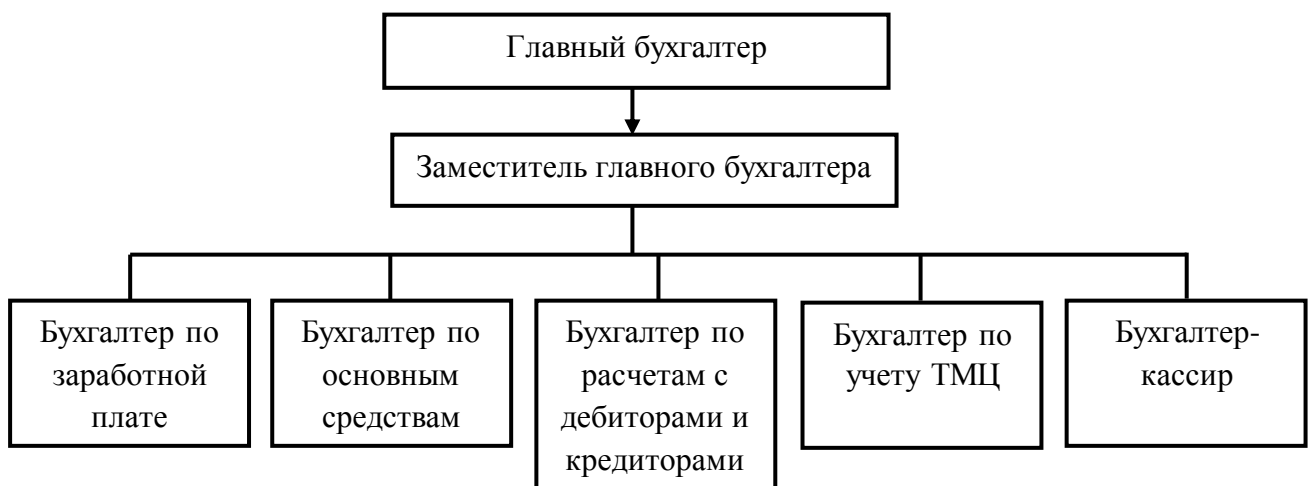 Главный бухгалтер
Заместитель главного бухгалтера
Бухгалтер по
заработной
плате
Бухгалтер по
основным
средствам
Бухгалтер по
расчетам с
дебиторами и
кредиторами
Бухгалтер по
учету ТМЦ
Бухгалтер-
кассир